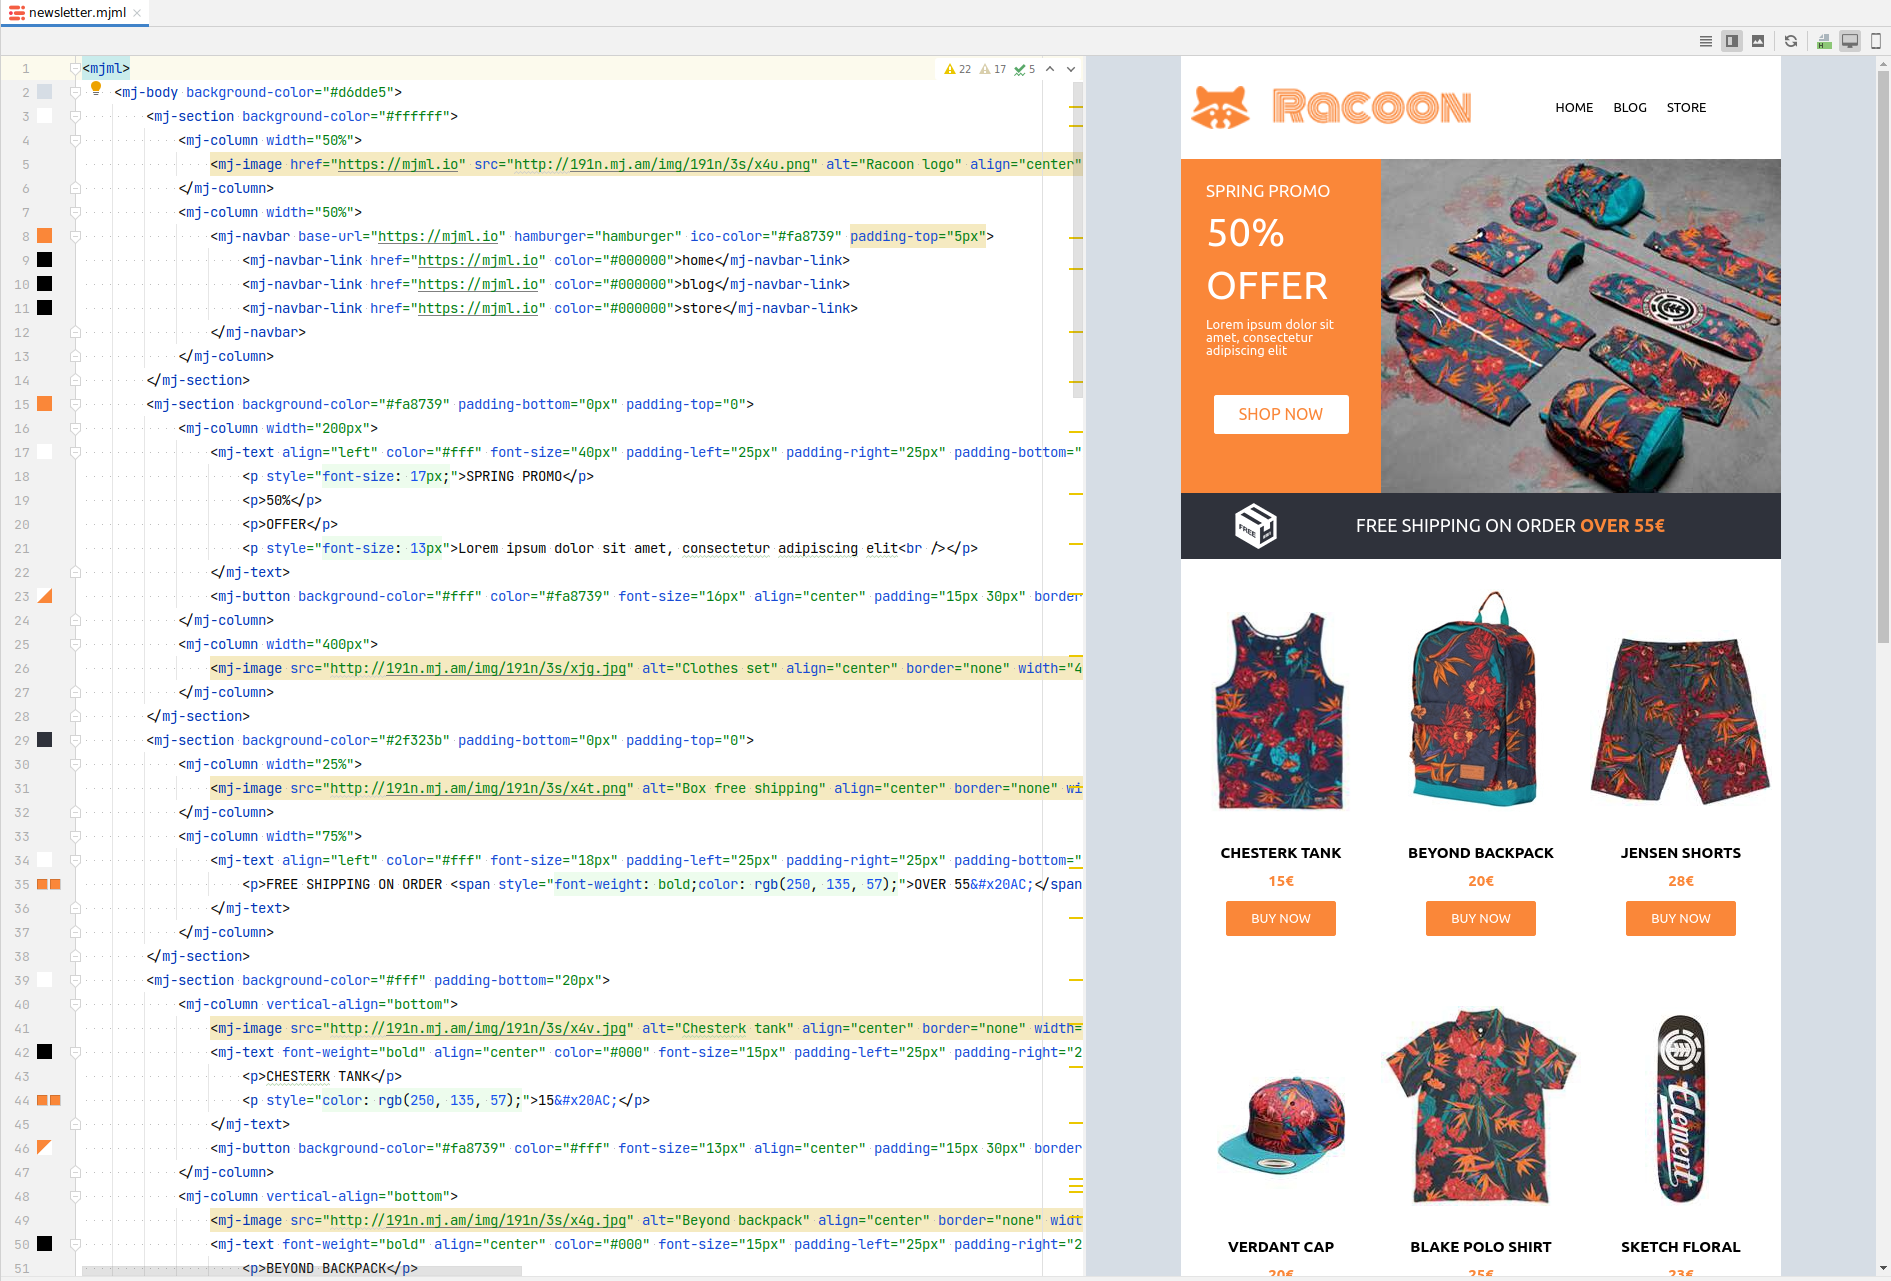 newsletter.mjml
22 17 5
1 <mjml>
2 <mj-body background-color="#d6dde5">
3 <mj-section background-color="#ffffff">
4 <mj-column width="50%">
5 <mj-image href="https://mjml.io" src="http://191n.mj.am/img/191n/3s/x4u.png" alt="Racoon logo" align="center"
6 </mj-column>
7 <mj-column width="50%">
8 <mj-navbar base-url="https://mjml.io" hamburger="hamburger" ico-color="#fa8739" padding-top="5px">
9 <mj-navbar-link href="https://mjml.io" color="#000000">home</mj-navbar-link>
10 <mj-navbar-link href="https://mjml.io" color="#000000">blog</mj-navbar-link>
11 <mj-navbar-link href="https://mjml.io" color="#000000">store</mj-navbar-link>
12 </mj-navbar>
13 </mj-column>
14 </mj-section>
15 <mj-section background-color="#fa8739" padding-bottom="0px" padding-top="0">
16 <mj-column width="200px">
17 <mj-text align="left" color="#fff" font-size="40px" padding-left="25px" padding-right="25px" padding-bottom="
18 <p style="font-size: 17px;">SPRING PROMO</p>
19 <p>50%</p>
20 <p>OFFER</p>
21 <p style="font-size: 13px">Lorem ipsum dolor sit amet, consectetur adipiscing elit<br /></p>
22 </mj-text>
23 <mj-button background-color="#fff" color="#fa8739" font-size="16px" align="center" padding="15px 30px" border
24 </mj-column>
25 <mj-column width="400px">
26 <mj-image src="http://191n.mj.am/img/191n/3s/xjg.jpg" alt="Clothes set" align="center" border="none" width="4
27 </mj-column>
28 </mj-section>
29 <mj-section background-color="#2f323b" padding-bottom="0px" padding-top="0">
30 <mj-column width="25%">
31 <mj-image src="http://191n.mj.am/img/191n/3s/x4t.png" alt="Box free shipping" align="center" border="none" wi
32 </mj-column>
33 <mj-column width="75%">
34 <mj-text align="left" color="#fff" font-size="18px" padding-left="25px" padding-right="25px" padding-bottom="
35 <p>FREE SHIPPING ON ORDER <span style="font-weight: bold;color: rgb(250, 135, 57);">OVER 55&#x20AC;</span
36 </mj-text>
37 </mj-column>
38 </mj-section>
39 <mj-section background-color="#fff" padding-bottom="20px">
40 <mj-column vertical-align="bottom">
41 <mj-image src="http://191n.mj.am/img/191n/3s/x4v.jpg" alt="Chesterk tank" align="center" border="none" width=
42 <mj-text font-weight="bold" align="center" color="#000" font-size="15px" padding-left="25px" padding-right="2
43 <p>CHESTERK TANK</p>
44 <p style="color: rgb(250, 135, 57);">15&#x20AC;</p>
45 </mj-text>
46 <mj-button background-color="#fa8739" color="#fff" font-size="13px" align="center" padding="15px 30px" border
47 </mj-column>
48 <mj-column vertical-align="bottom">
49 <mj-image src="http://191n.mj.am/img/191n/3s/x4g.jpg" alt="Beyond backpack" align="center" border="none" widt
50 <mj-text font-weight="bold" align="center" color="#000" font-size="15px" padding-left="25px" padding-right="2
51 <p>BEYOND BACKPACK</p>
Racoon
HOME BLOG STORE
SPRING PROMO
50%
OFFER
Lorem ipsum dolor sit
amet, consectetur
adipiscing elit
SHOP NOW
FREE
FREE SHIPPING ON ORDER OVER 55€
CHESTERK TANK BEYOND BACKPACK JENSEN SHORTS
15€ 20€ 28€
BUY NOW BUY NOW BUY NOW
Element
VERDANT CAP BLAKE POLO SHIRT SKETCH FLORAL
20€ 25€ 23€